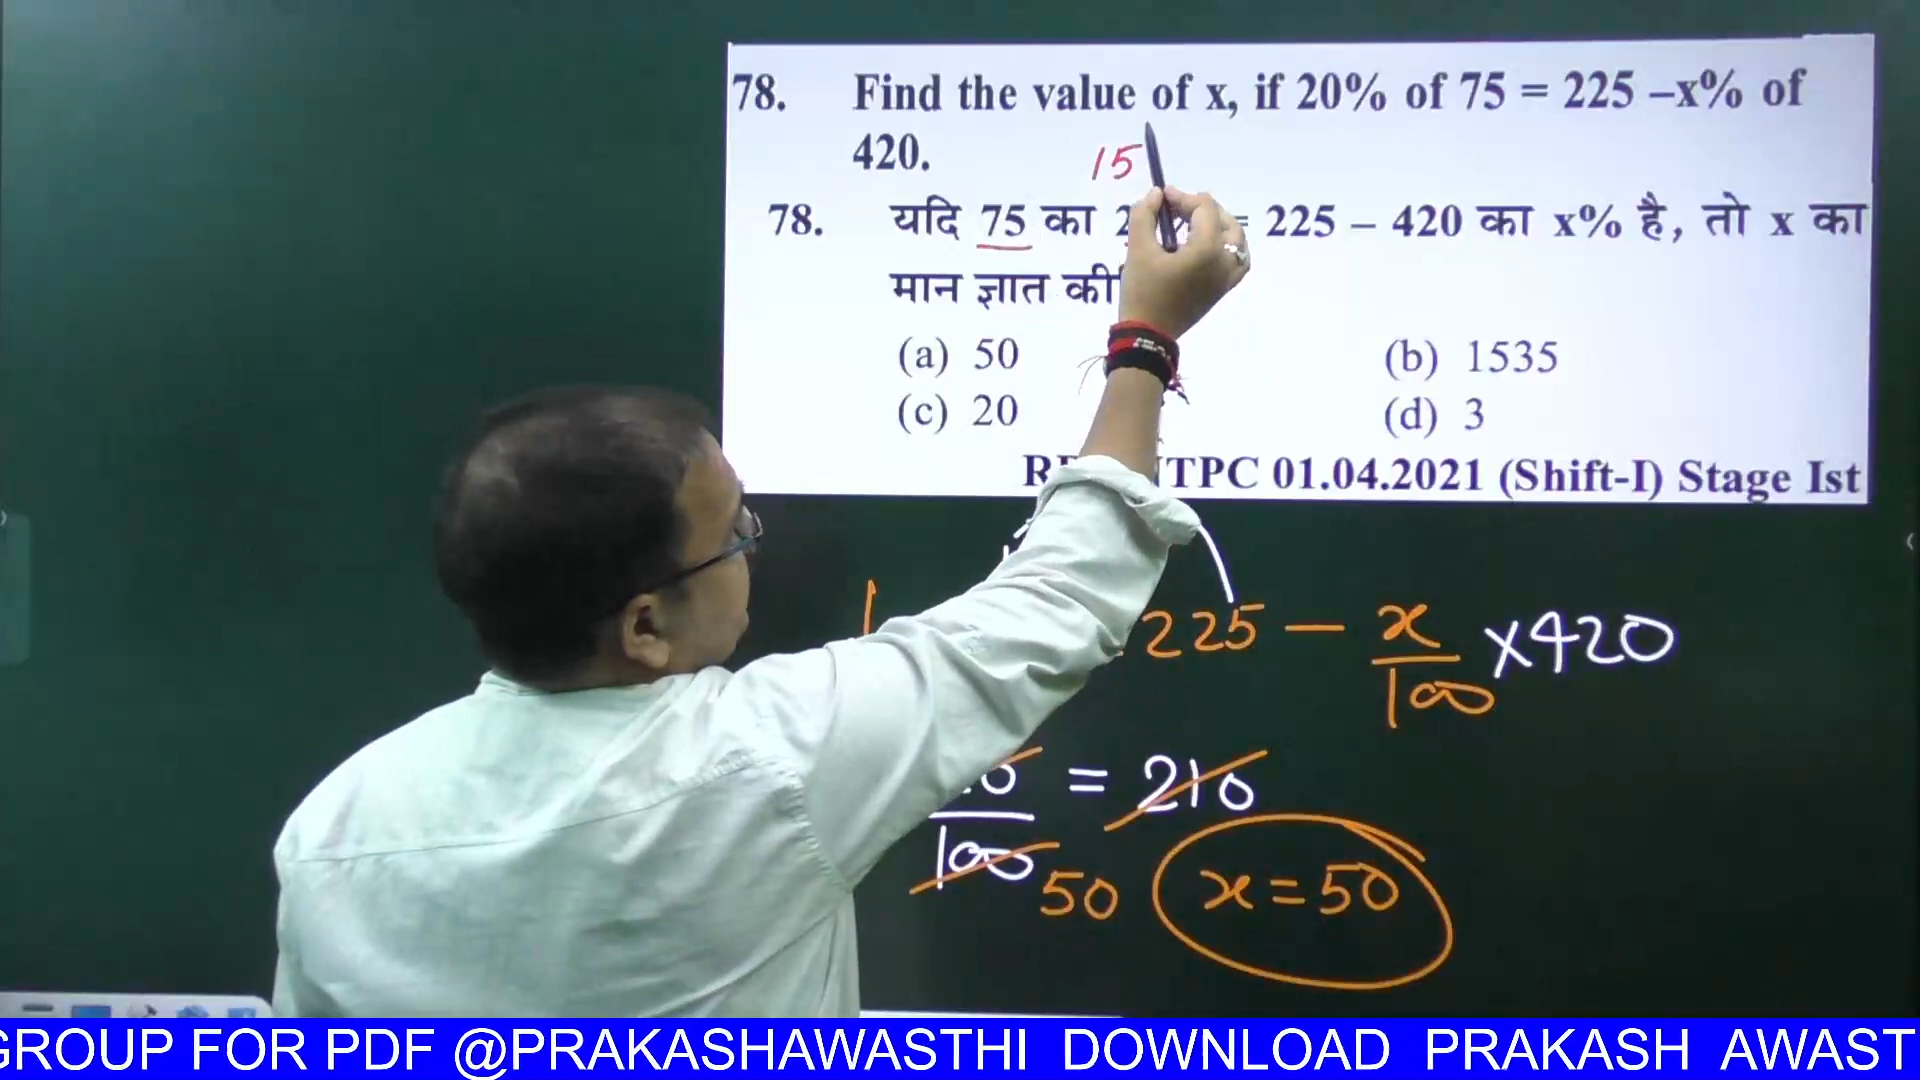 78. Find the value of x, if 20% of 75 = 225 –x% of
420.
15
78. यदि 75 का = 225 – 420 का x% है, तो x का
मान ज्ञात
(a) 50 (b) 1535
(c) 20 (d) 3
NTPC 01.04.2021 (Shift-I) Stage Ist
225 – x/100 ×420
= 210
100 50 x = 50
GROUP FOR PDF @PRAKASHAWASTHI DOWNLOAD PRAKASH AWAST